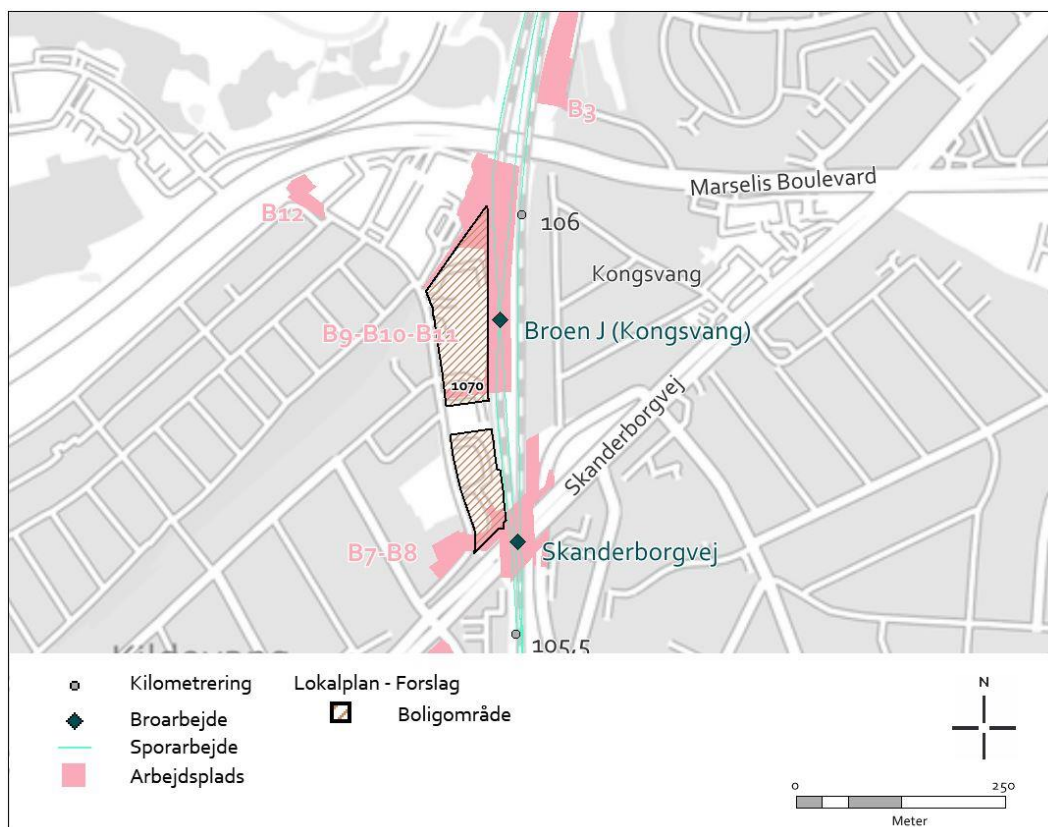 B3
Marselis Boulevard
B12
106
Kongsvang
B9-B10-B11
Broen J (Kongsvang)
1070
Skanderborgvej
B7-B8
Skanderborgvej
105,5
Kilometrering
Lokalplan - Forslag
Broarbejde
Boligområde
Sporarbejde
Arbejdsplads
N
0
250
Meter